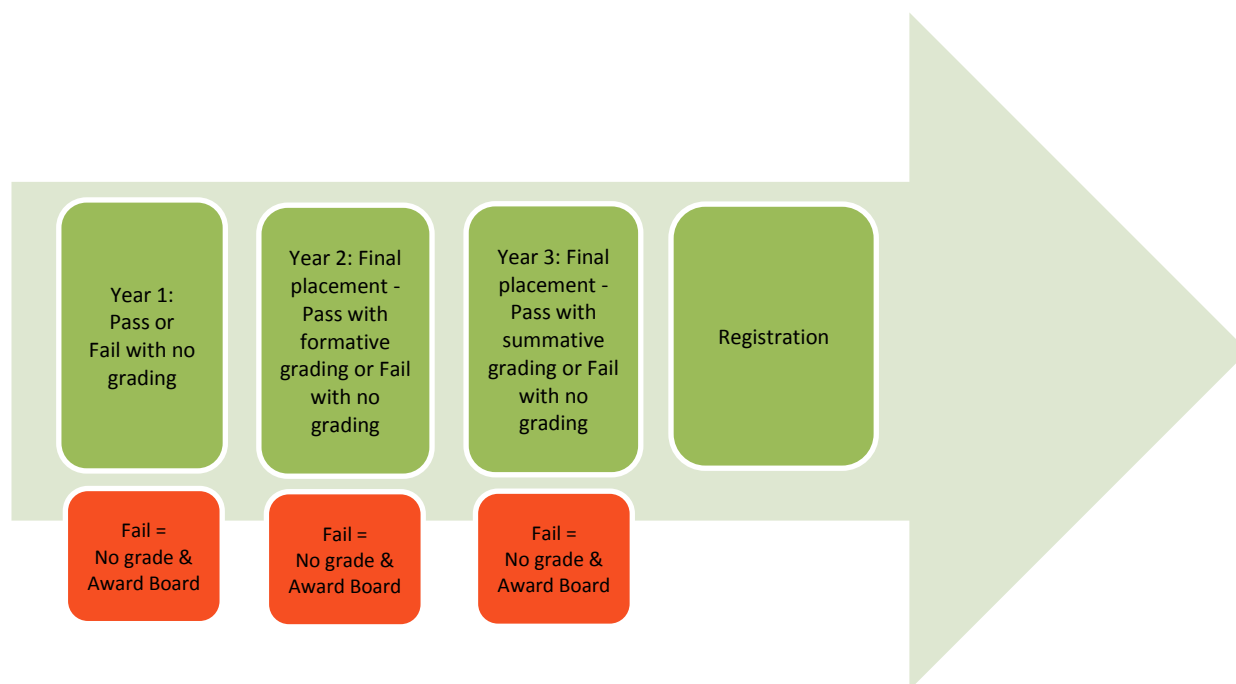 Year 1:
Pass or
Fail with no
grading
Year 2: Final
placement -
Pass with
formative
grading or Fail
with no
grading
Year 3: Final
placement -
Pass with
summative
grading or Fail
with no
grading
Registration
Fail =
No grade &
Award Board
Fail =
No grade &
Award Board
Fail =
No grade &
Award Board